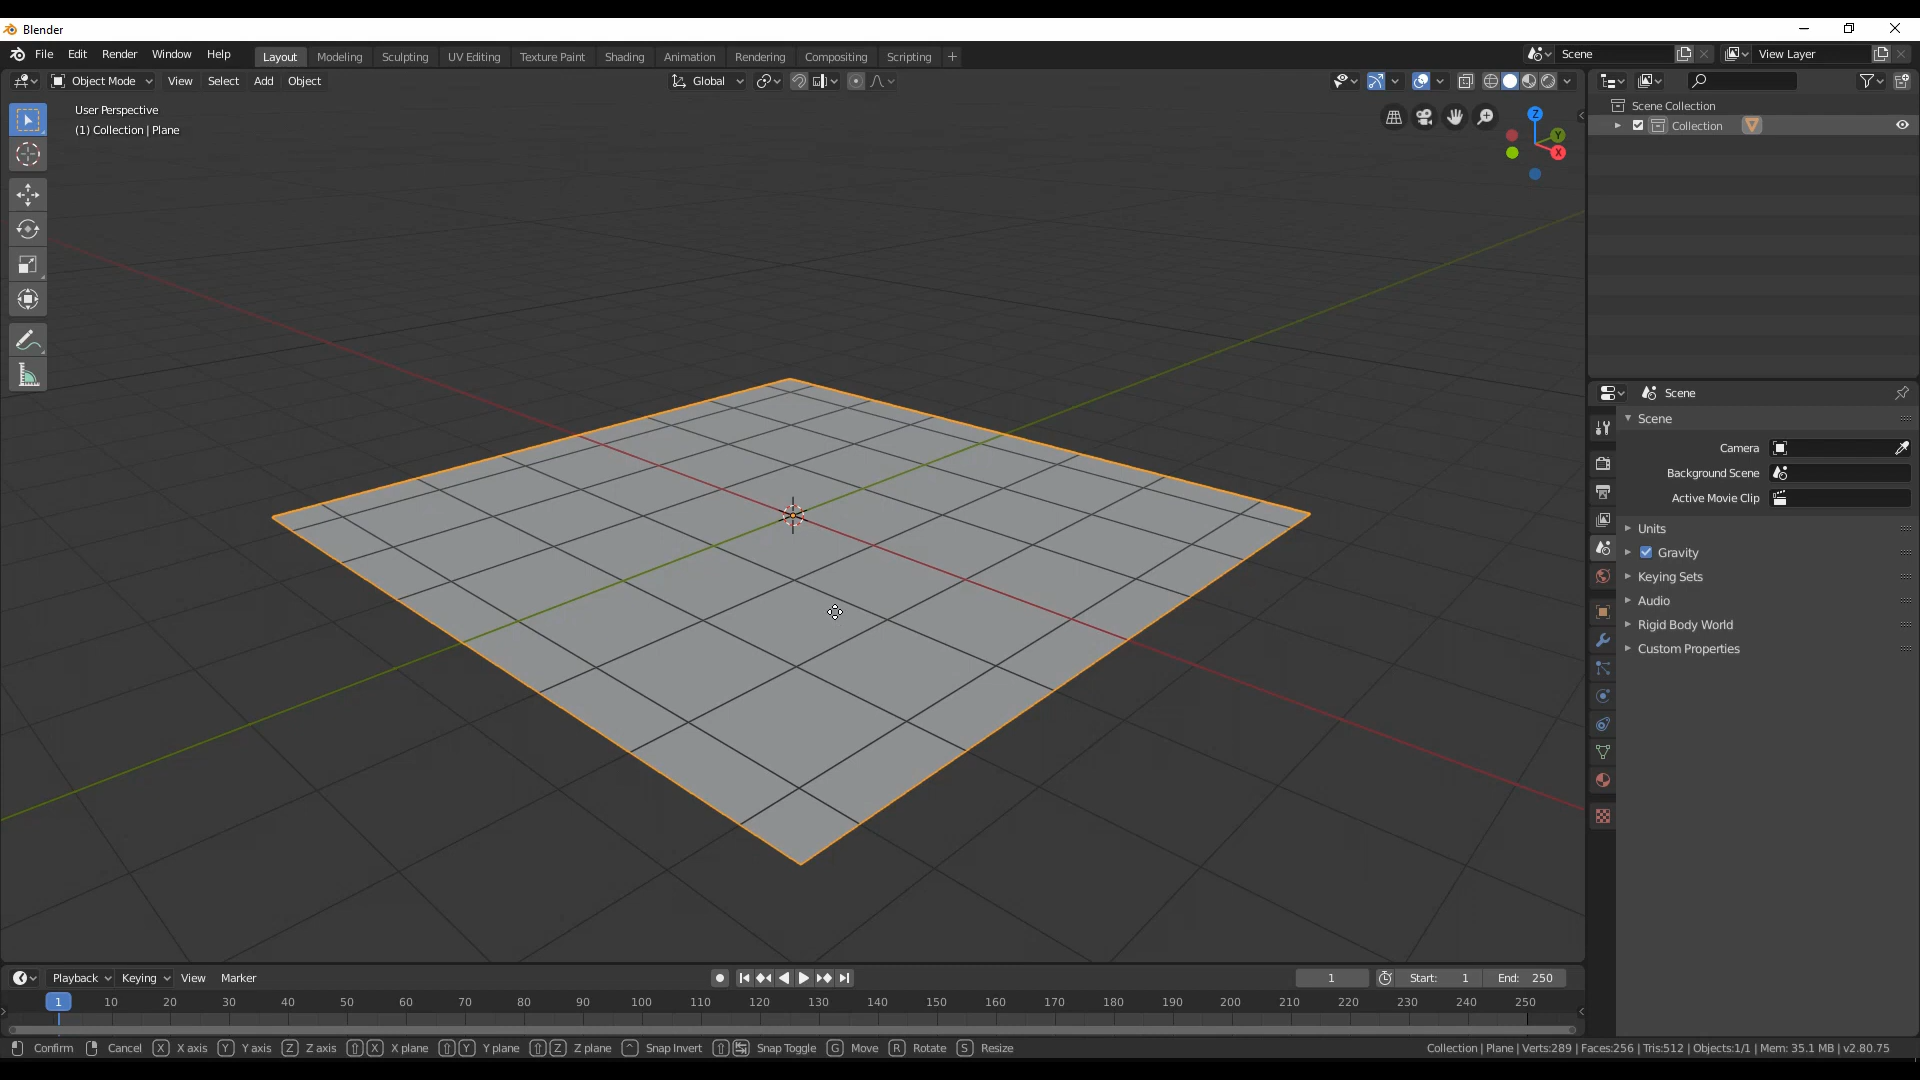 Blender
File Edit Render Window Help Layout Modeling Sculpting UV Editing Texture Paint Shading Animation Rendering Compositing Scripting + Scene View Layer
Object Mode View Select Add Object Global
User Perspective
(1) Collection | Plane
Z
Y
X
Scene Collection
Collection
Scene
Scene
Camera
Background Scene
Active Movie Clip
Units
Gravity
Keying Sets
Audio
Rigid Body World
Custom Properties
Playback Keying View Marker 1 Start: 1 End: 250
1 10 20 30 40 50 60 70 80 90 100 110 120 130 140 150 160 170 180 190 200 210 220 230 240 250
Confirm Cancel X X axis Y Y axis Z Z axis X X plane Y Y plane Z Z plane Snap Invert Snap Toggle G Move R Rotate S Resize Collection | Plane | Verts:289 | Faces:256 | Tris:512 | Objects:1/1 | Mem: 35.1 MB | v2.80.75